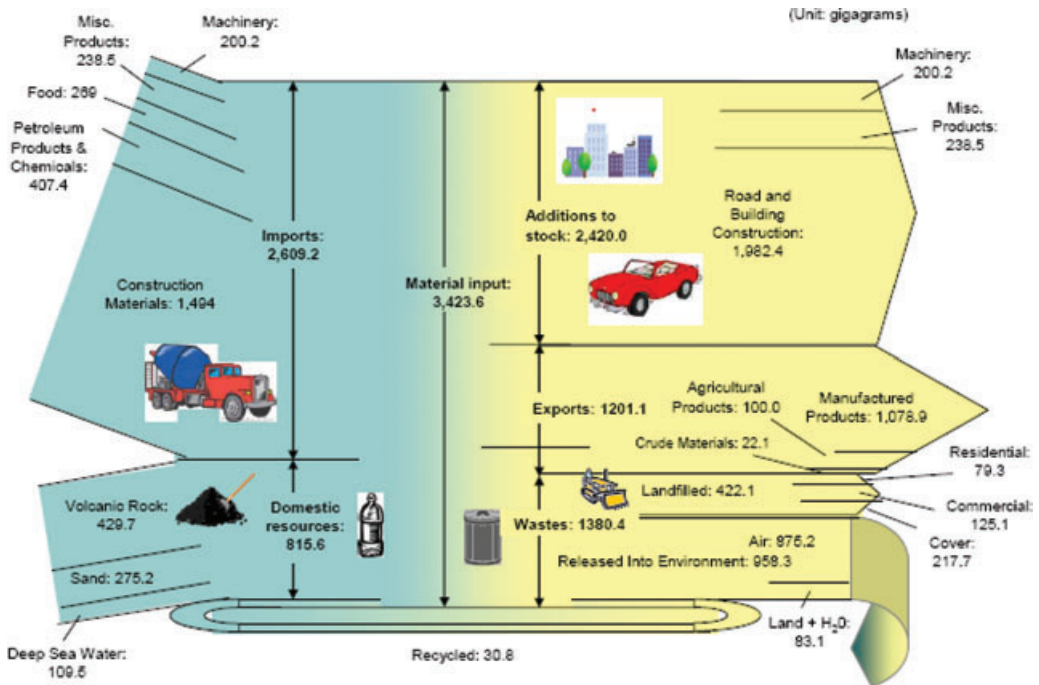 (Unit: gigagrams)
Misc.
Products:
238.5
Machinery:
200.2
Food: 269
Petroleum
Products &
Chemicals:
407.4
Imports:
2,609.2
Construction
Materials: 1,494
Material input:
3,423.6
Additions to
stock: 2,420.0
Machinery:
200.2
Misc.
Products:
238.5
Road and
Building
Construction:
1,982.4
Exports: 1201.1
Agricultural
Products: 100.0
Manufactured
Products: 1,078.9
Crude Materials: 22.1
Residential:
79.3
Volcanic Rock:
429.7
Domestic
resources:
815.6
Wastes: 1380.4
Landfilled: 422.1
Commercial:
125.1
Cover:
217.7
Air: 875.2
Released Into Environment: 958.3
Sand: 275.2
Land + H₂0:
83.1
Deep Sea Water:
109.5
Recycled: 30.8